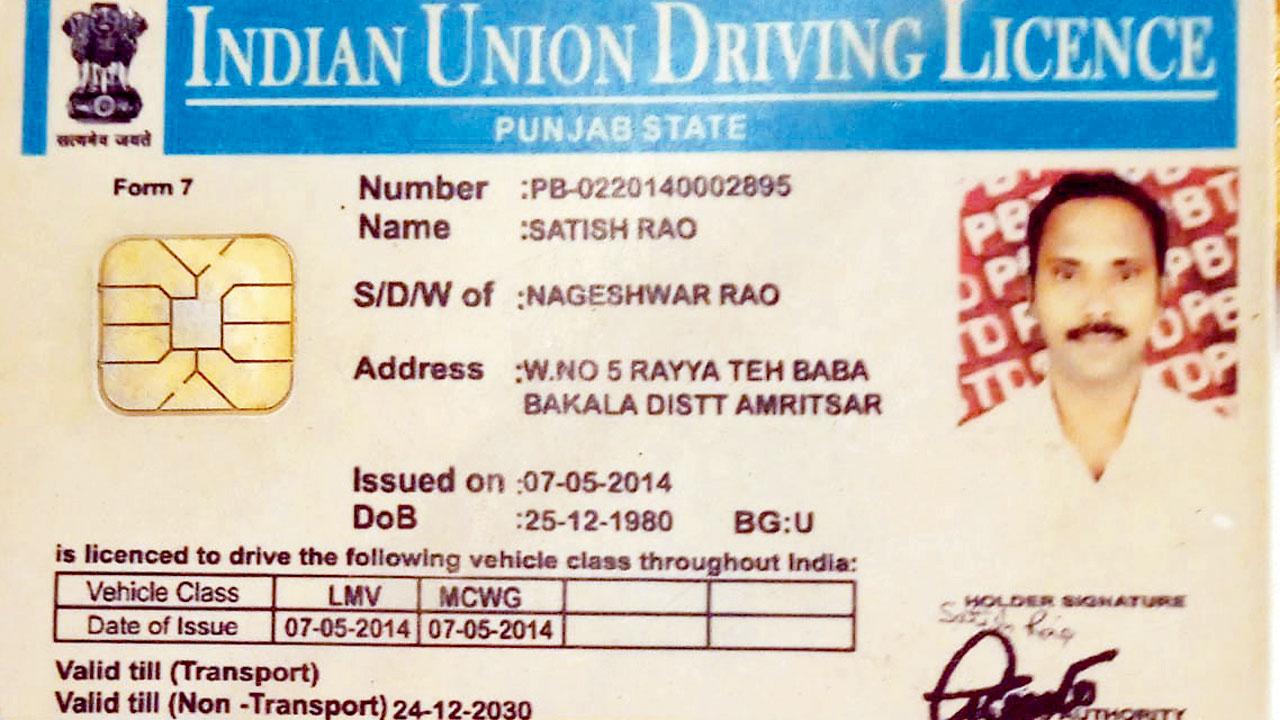 INDIAN UNION DRIVING LICENCE
सत्यमेव जयते
PUNJAB STATE
Form 7
Number :PB-0220140002895
Name :SATISH RAO
S/D/W of :NAGESHWAR RAO
Address :W.NO 5 RAYYA TEH BABA
BAKALA DISTT AMRITSAR
Issued on :07-05-2014
DoB :25-12-1980 BG:U
is licenced to drive the following vehicle class throughout India:
Vehicle Class LMV MCWG
Date of Issue 07-05-2014 07-05-2014
HOLDER SIGNATURE
Satish Rao
Valid till (Transport)
Valid till (Non -Transport) 24-12-2030
AUTHORITY